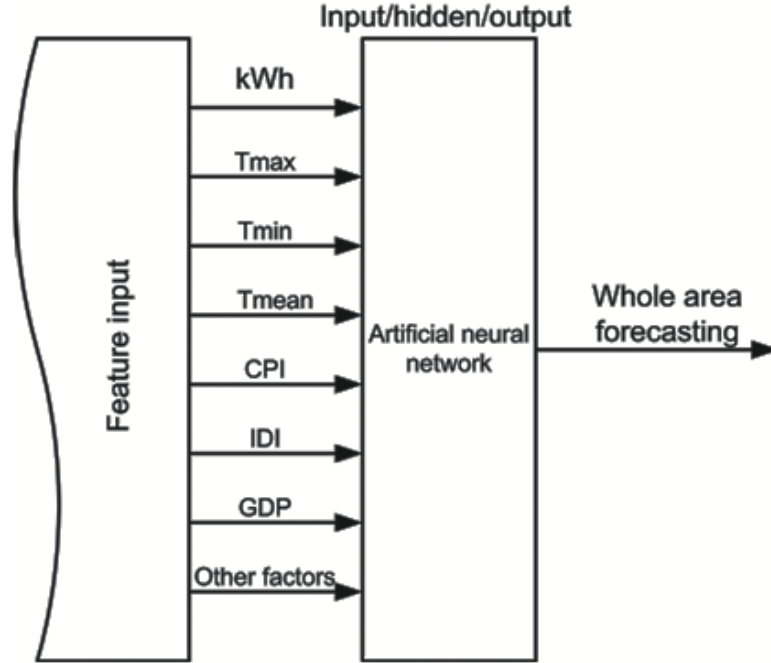 Input/hidden/output
Feature input
kWh
Tmax
Tmin
Tmean
CPI
IDI
GDP
Other factors
Artificial neural
network
Whole area
forecasting